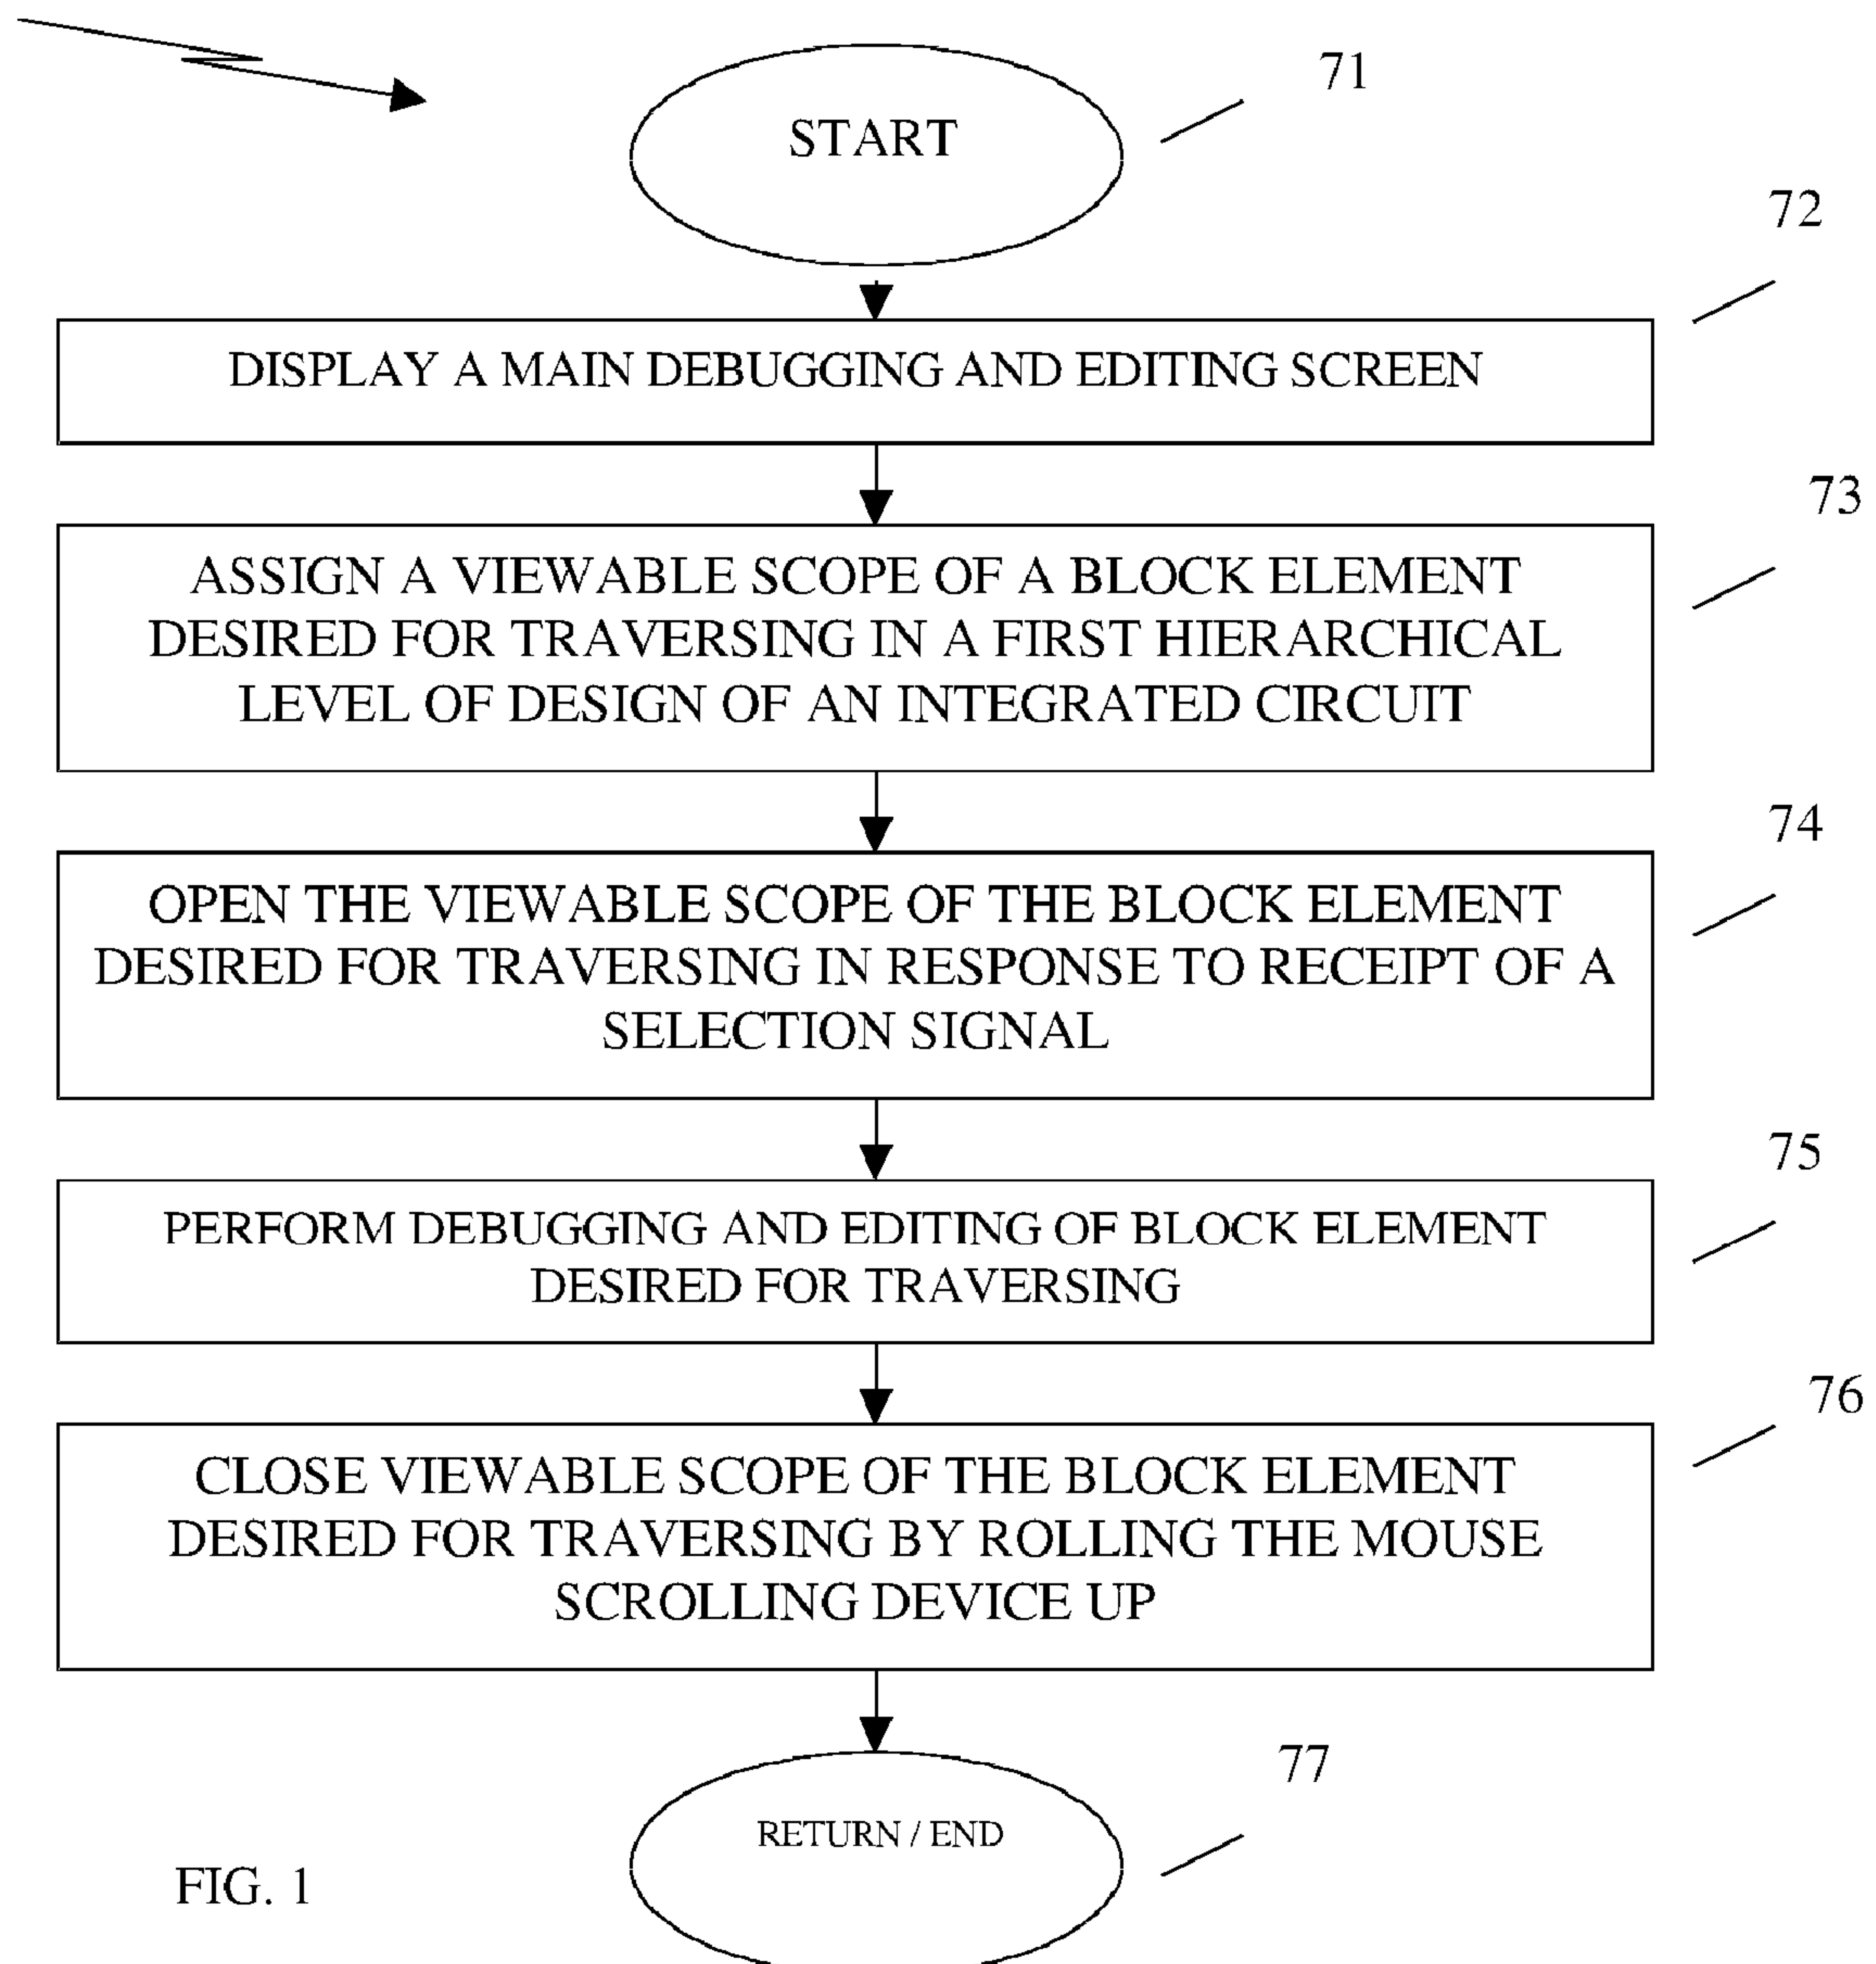 71
START
72
DISPLAY A MAIN DEBUGGING AND EDITING SCREEN
73
ASSIGN A VIEWABLE SCOPE OF A BLOCK ELEMENT
DESIRED FOR TRAVERSING IN A FIRST HIERARCHICAL
LEVEL OF DESIGN OF AN INTEGRATED CIRCUIT
74
OPEN THE VIEWABLE SCOPE OF THE BLOCK ELEMENT
DESIRED FOR TRAVERSING IN RESPONSE TO RECEIPT OF A
SELECTION SIGNAL
75
PERFORM DEBUGGING AND EDITING OF BLOCK ELEMENT
DESIRED FOR TRAVERSING
76
CLOSE VIEWABLE SCOPE OF THE BLOCK ELEMENT
DESIRED FOR TRAVERSING BY ROLLING THE MOUSE
SCROLLING DEVICE UP
77
RETURN / END
FIG. 1